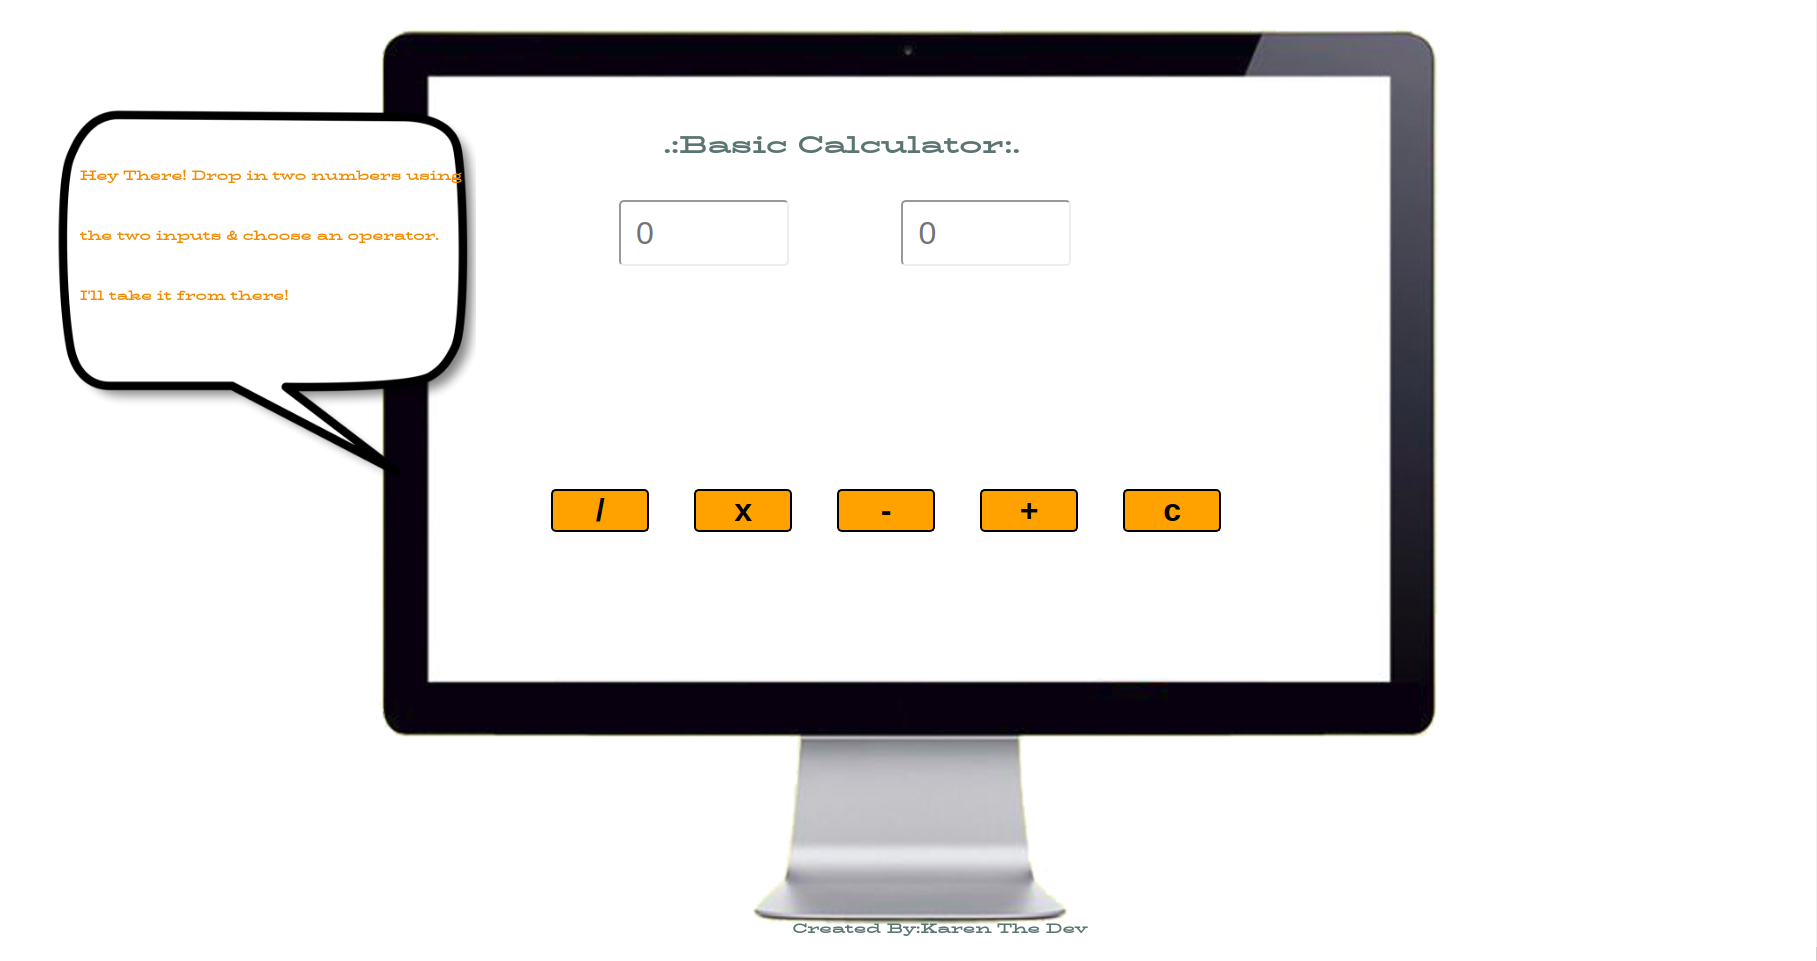 .:Basic Calculator:.
Hey There! Drop in two numbers using
the two inputs & choose an operator.
I'll take it from there!
0 0
/ x - + c
Created By:Karen The Dev